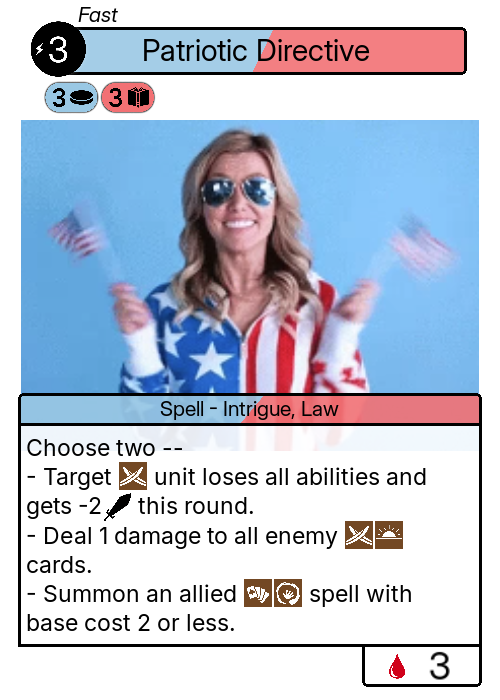 Fast
3 Patriotic Directive
3 3
Spell - Intrigue, Law
Choose two --
- Target unit loses all abilities and
gets -2 this round.
- Deal 1 damage to all enemy
cards.
- Summon an allied spell with
base cost 2 or less.
3